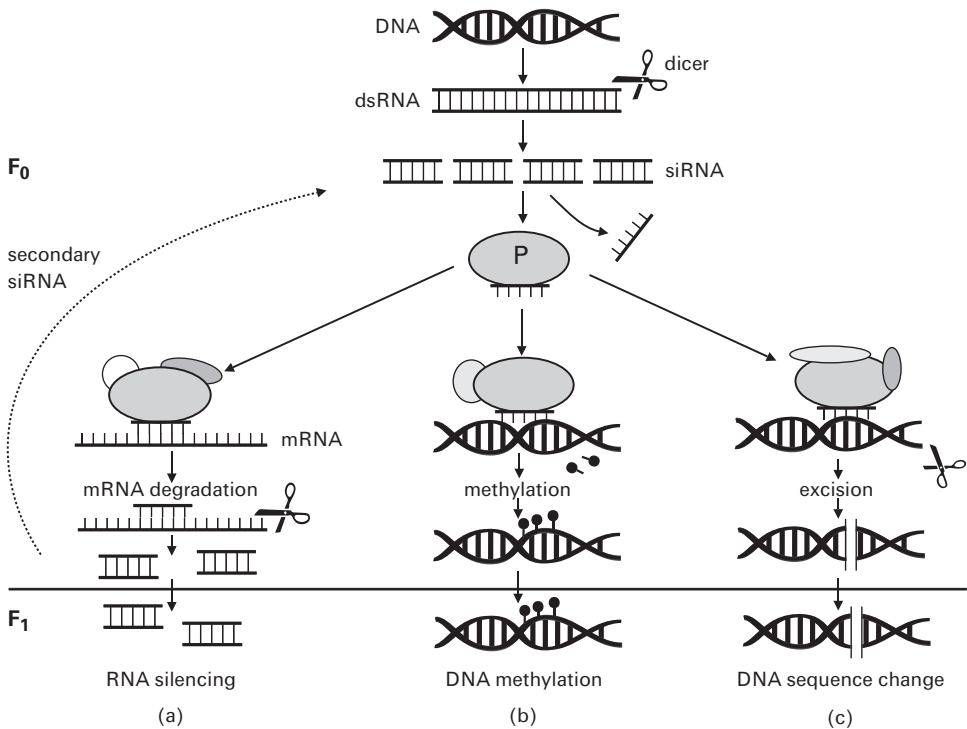 DNA
dicer
dsRNA
F0
siRNA
secondary
siRNA
P
mRNA
mRNA degradation
methylation
excision
F1
RNA silencing
DNA methylation
DNA sequence change
(a)
(b)
(c)